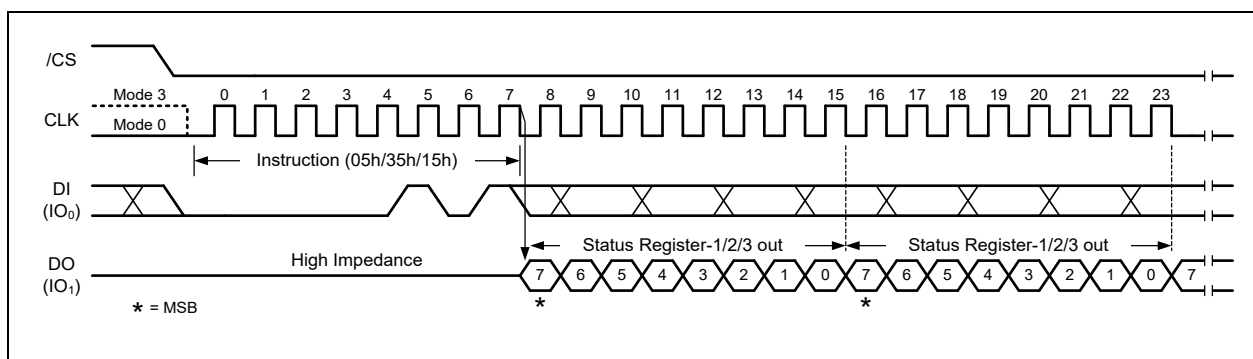 /CS
Mode 3 0 1 2 3 4 5 6 7 8 9 10 11 12 13 14 15 16 17 18 19 20 21 22 23
CLK
Mode 0
Instruction (05h/35h/15h)
DI
(IO₀)
Status Register-1/2/3 out Status Register-1/2/3 out
High Impedance
DO
(IO₁)
7 6 5 4 3 2 1 0 7 6 5 4 3 2 1 0 7
* *
* = MSB